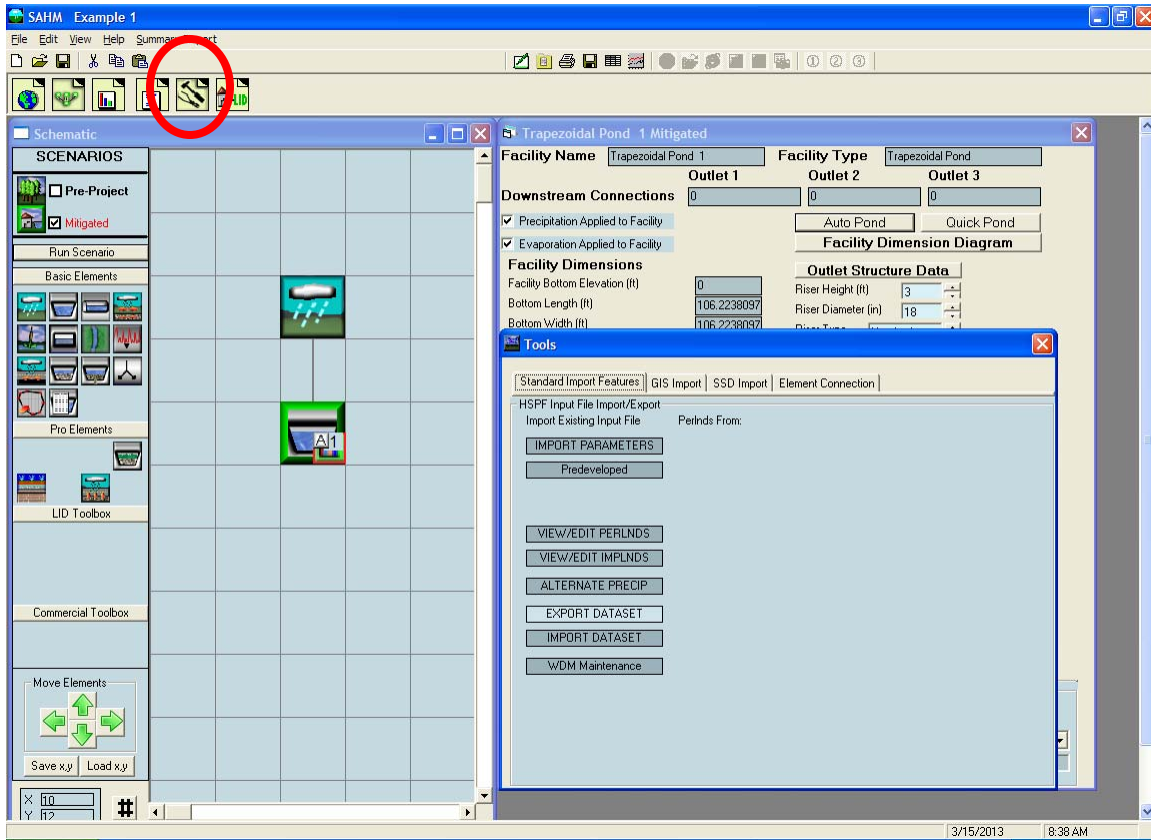 SAHM Example 1
File Edit View Help Summary Report
LID
Schematic
SCENARIOS
Pre-Project
Mitigated
Run Scenario
Basic Elements
Pro Elements
LID Toolbox
Commercial Toolbox
Move Elements
Save x,y Load x,y
X 10
Y 12
#
A 1
Trapezoidal Pond 1 Mitigated
Facility Name Trapezoidal Pond 1 Facility Type Trapezoidal Pond
Outlet 1 Outlet 2 Outlet 3
Downstream Connections 0 0 0
Precipitation Applied to Facility Auto Pond Quick Pond
Evaporation Applied to Facility Facility Dimension Diagram
Facility Dimensions Outlet Structure Data
Facility Bottom Elevation (ft) 0 Riser Height (ft) 3
Bottom Length (ft) 106.2238097 Riser Diameter (in) 18
Bottom Width (ft) 106.2238097
Tools
Standard Import Features GIS Import SSD Import Element Connection
HSPF Input File Import/Export
Import Existing Input File Perlnds From:
IMPORT PARAMETERS
Predeveloped
VIEW/EDIT PERLNDS
VIEW/EDIT IMPLNDS
ALTERNATE PRECIP
EXPORT DATASET
IMPORT DATASET
WDM Maintenance
3/15/2013 8:38 AM